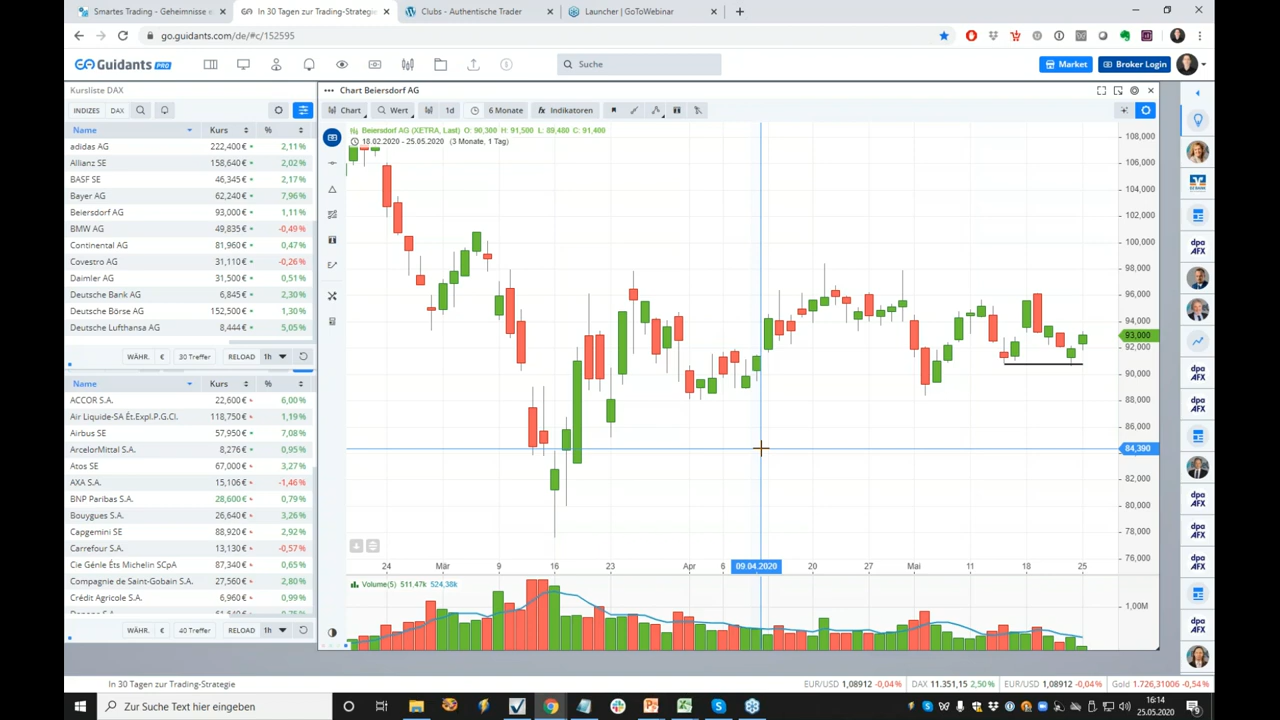 Smartes Trading - Geheimnisse e
In 30 Tagen zur Trading-Strategie
Clubs - Authentische Trader
Launcher | GoToWebinar
go.guidants.com/de/#c/152595
Guidants PRO
Suche
Market
Broker Login
Kursliste DAX
Chart Beiersdorf AG
INDIZES DAX
Chart
Wert
1d
6 Monate
fx Indikatoren
Name Kurs %
adidas AG 222,400 € 2,11%
Allianz SE 158,640 € 2,02%
BASF SE 46,345 € 2,17%
Bayer AG 62,240 € 7,96%
Beiersdorf AG 93,000 € 1,11%
BMW AG 49,835 € -0,49%
Continental AG 81,960 € 0,47%
Covestro AG 31,110 € -0,26%
Daimler AG 31,500 € 0,51%
Deutsche Bank AG 6,845 € 2,30%
Deutsche Börse AG 152,500 € 1,30%
Deutsche Lufthansa AG 8,444 € 5,05%
WÄHR. € 30 Treffer RELOAD 1h
Name Kurs %
ACCOR S.A. 22,600 € 6,00%
Air Liquide-SA Ét.Expl.P.G.Cl. 118,750 € 1,19%
Airbus SE 57,950 € 7,08%
ArcelorMittal S.A. 8,276 € 0,95%
Atos SE 67,000 € 3,27%
AXA S.A. 15,106 € -1,46%
BNP Paribas S.A. 28,600 € 0,79%
Bouygues S.A. 26,640 € 3,26%
Capgemini SE 88,920 € 2,92%
Carrefour S.A. 13,130 € -0,57%
Cie Génie Éts Michelin SCpA 87,340 € 0,65%
Compagnie de Saint-Gobain S.A. 27,560 € 2,80%
Crédit Agricole S.A. 6,960 € 0,99%
WÄHR. € 40 Treffer RELOAD 1h
Beiersdorf AG (XETRA, Last) O: 90,300 H: 91,500 L: 89,480 C: 91,400
18.02.2020 - 25.05.2020 (3 Monate, 1 Tag)
108,000
106,000
104,000
102,000
100,000
98,000
96,000
94,000
93,000
92,000
90,000
88,000
86,000
84,390
82,000
80,000
78,000
76,000
24 Mär 9 16 23 Apr 6 09.04.2020 20 27 Mai 11 18 25
Volume(5) 511,47k 524,38k
1,00M
dpa
AFX
dpa
AFX
dpa
AFX
dpa
AFX
dpa
AFX
dpa
AFX
dpa
AFX
In 30 Tagen zur Trading-Strategie
EUR/USD 1,08912 -0,04% DAX 11.351,15 2,50% EUR/USD 1,08912 -0,04% Gold 1.726,31006 -0,54%
Zur Suche Text hier eingeben
16:14
25.05.2020